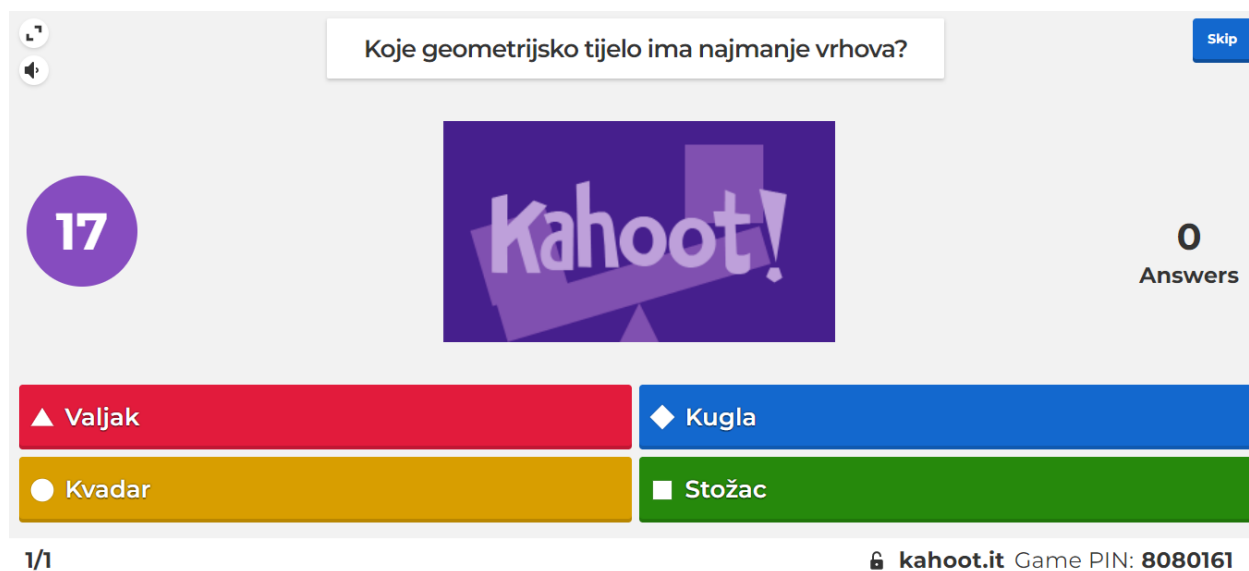 Koje geometrijsko tijelo ima najmanje vrhova?
Skip
17
Kahoot!
0
Answers
Valjak
Kugla
Kvadar
Stožac
1/1
kahoot.it Game PIN: 8080161